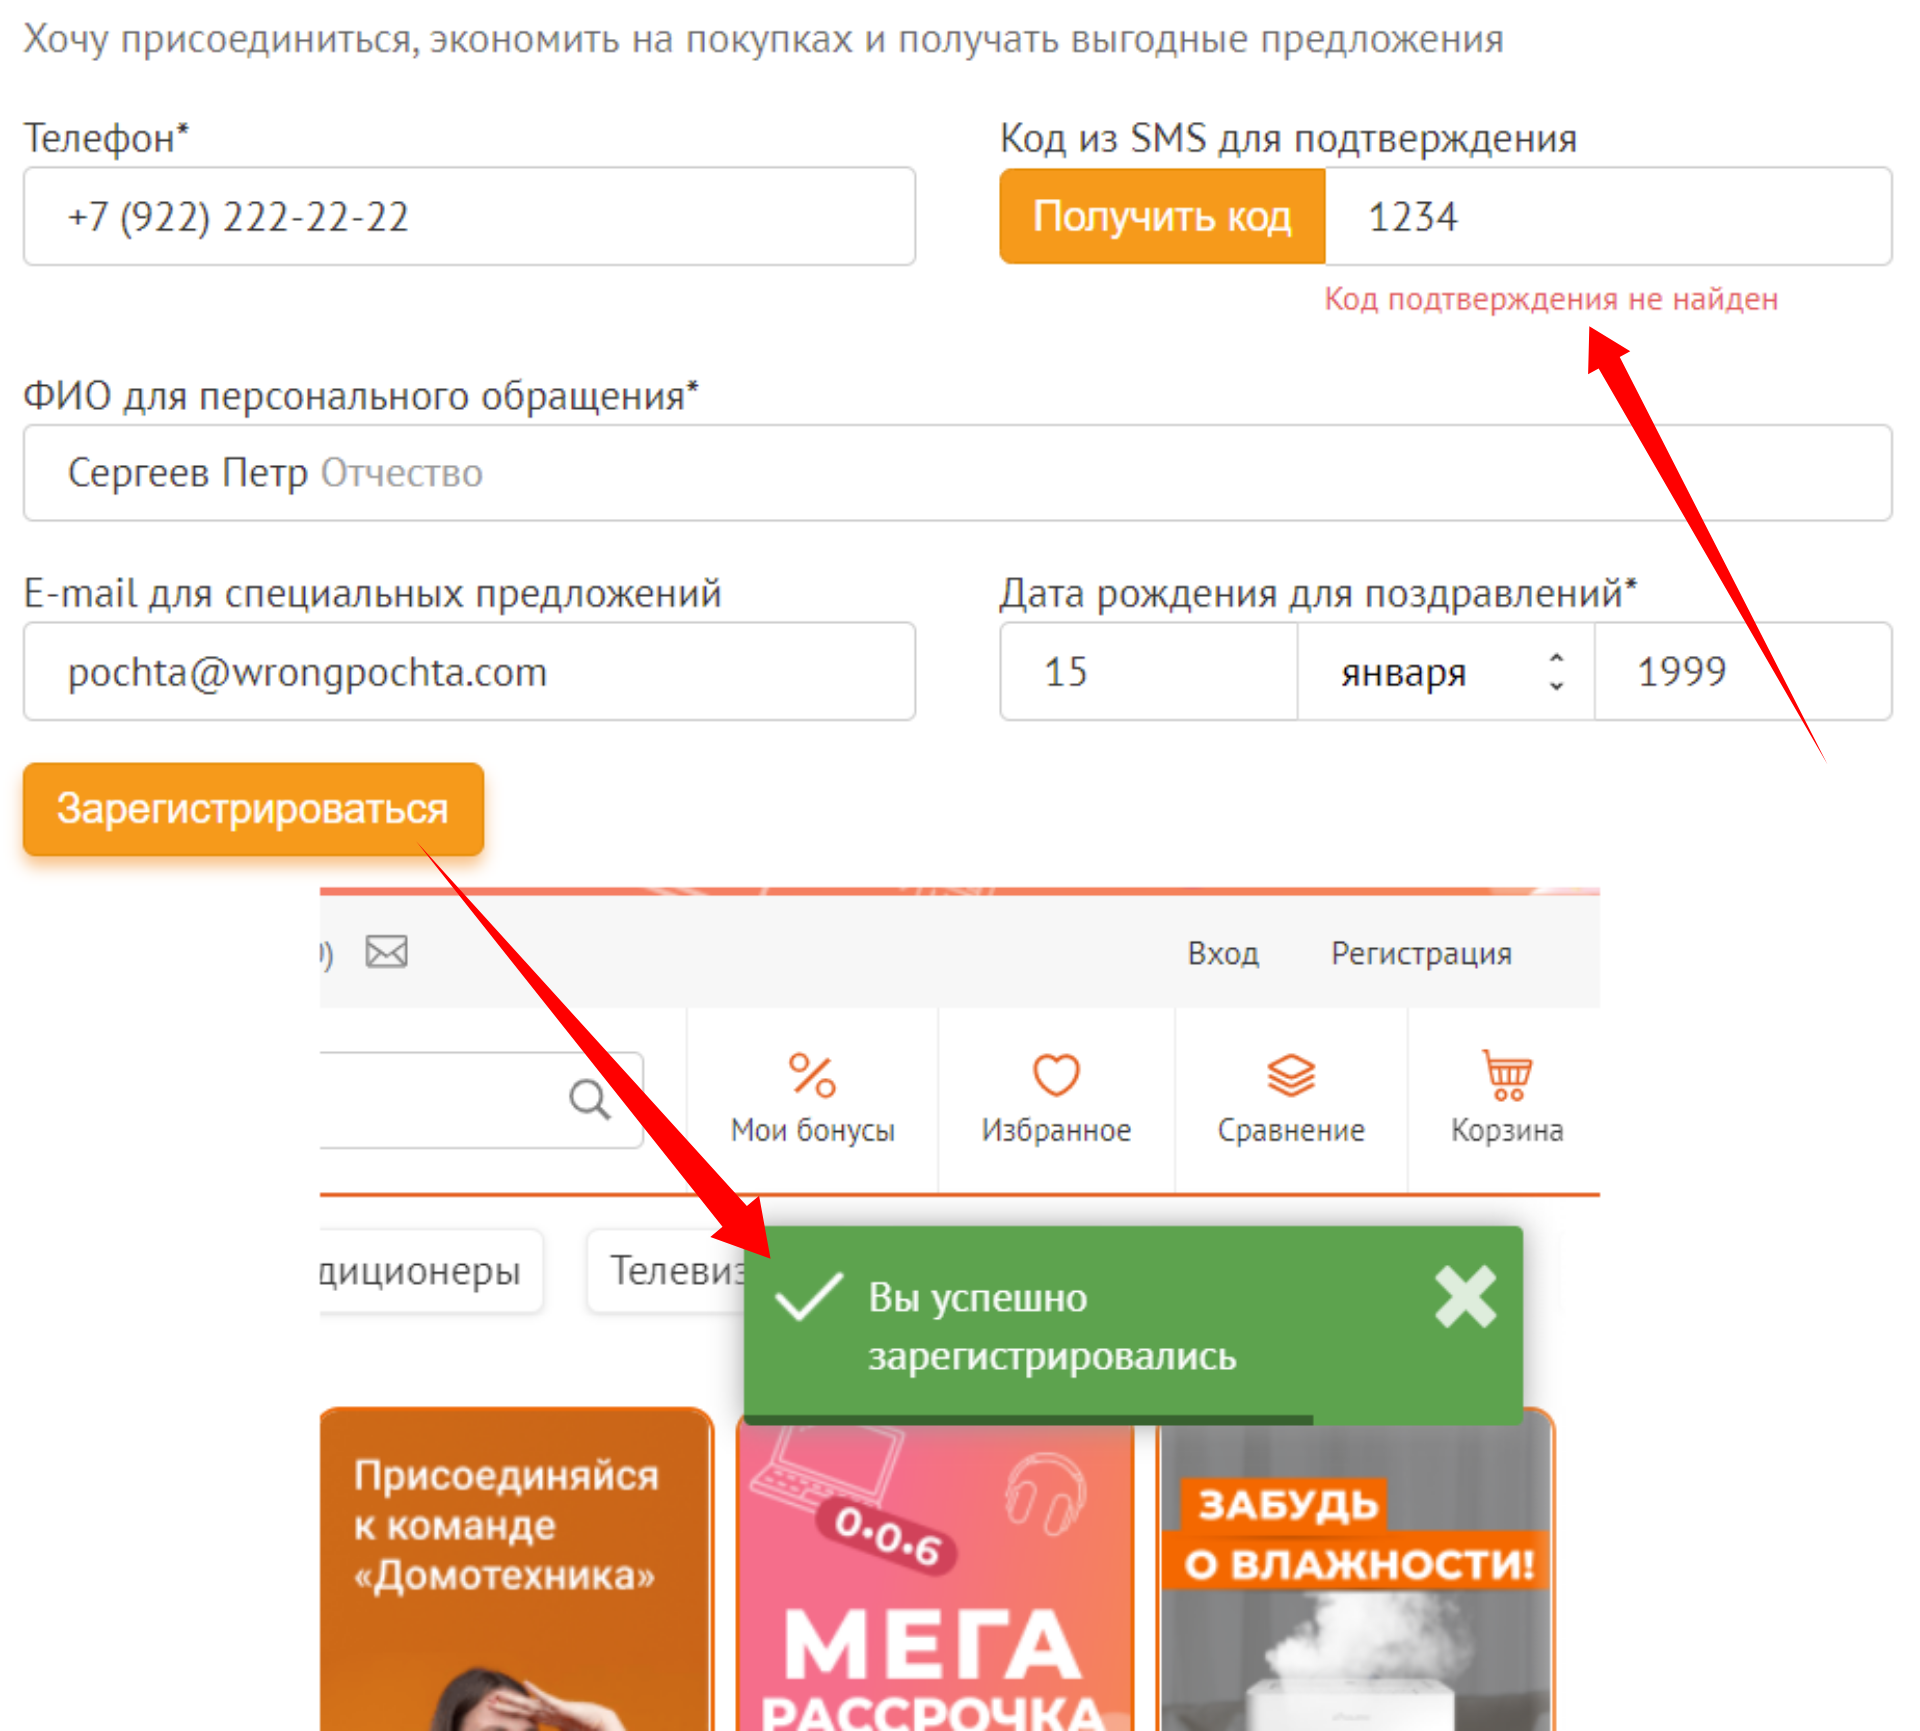 Хочу присоединиться, экономить на покупках и получать выгодные предложения
Телефон*
Код из SMS для подтверждения
+7 (922) 222-22-22
Получить код
1234
Код подтверждения не найден
ФИО для персонального обращения*
Сергеев Петр Отчество
E-mail для специальных предложений
Дата рождения для поздравлений*
pochta@wrongpochta.com
15
января
1999
Зарегистрироваться
Вход
Регистрация
Мои бонусы
Избранное
Сравнение
Корзина
диционеры
Телевиз
Вы успешно
зарегистрировались
Присоединяйся
к команде
«Домотехника»
0·0·6
МЕГА
РАССРОЧКА
ЗАБУДЬ
О ВЛАЖНОСТИ!